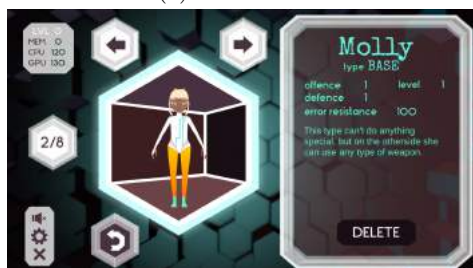 LVL 0
MEM. 0
CPU 120
GPU 130
2/8
Molly
type BASE
offence 1 level 1
defence 1
error resistance 100
This type can't do anything
special, but on the otherside she
can use any type of weapon.
DELETE